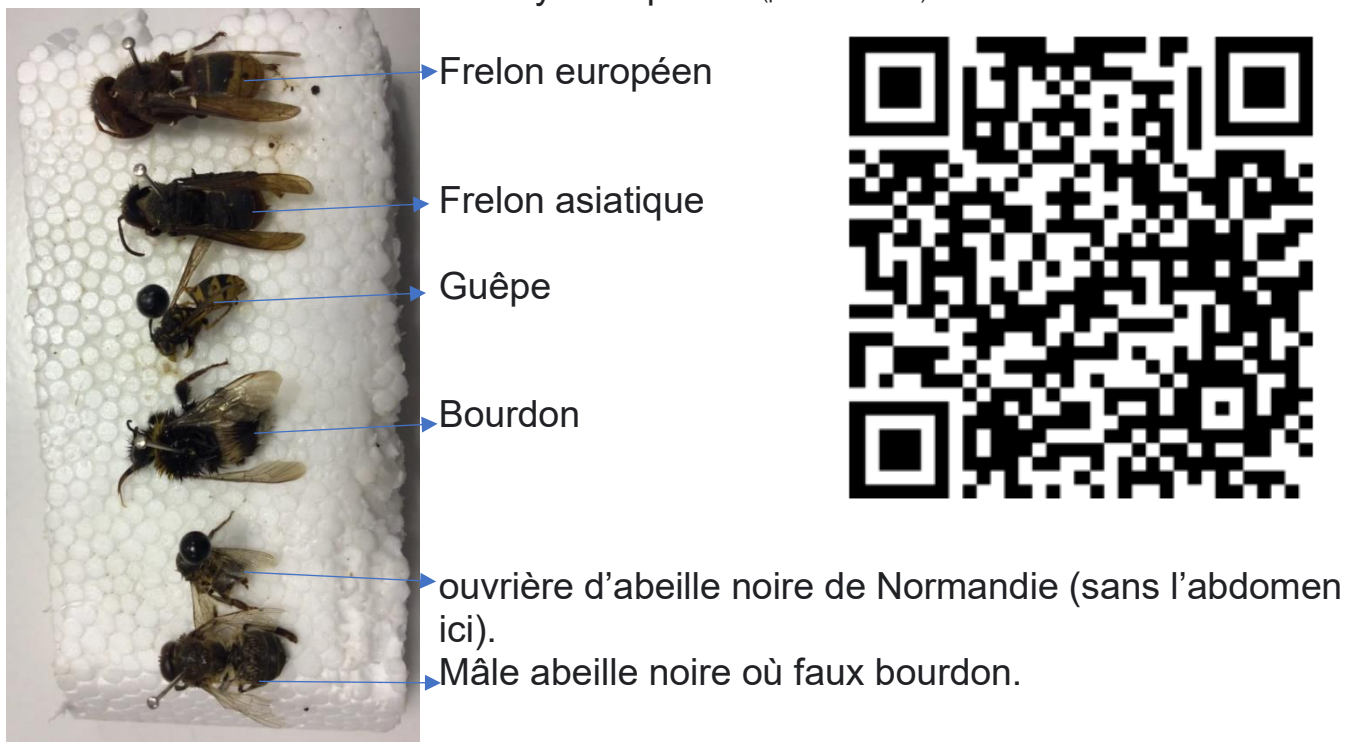 Frelon européen
Frelon asiatique
Guêpe
Bourdon
ouvrière d’abeille noire de Normandie (sans l’abdomen
ici).
Mâle abeille noire où faux bourdon.